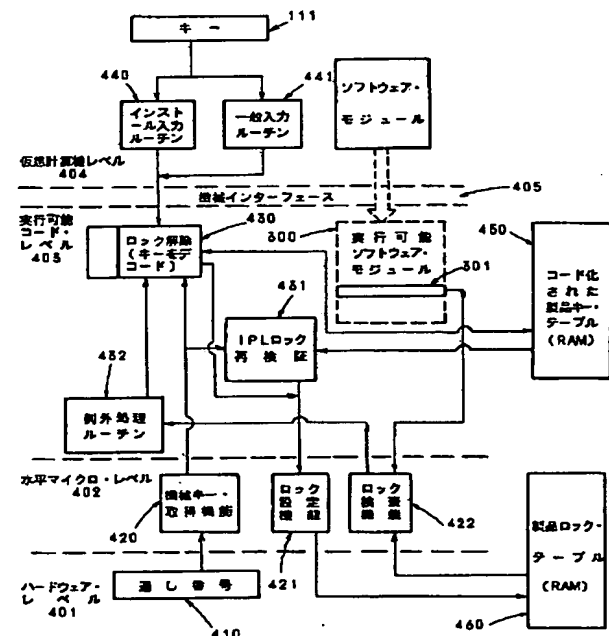 キー
111
440
441
インストール入力ルーチン
一般入力ルーチン
ソフトウェア・モジュール
仮想計算機レベル
404
機械インターフェース
405
実行可能コード・レベル
403
430
ロック解除
(キーをデコード)
300
実行可能ソフトウェア・モジュール
301
450
コード化された製品キー・テーブル
(RAM)
431
IPLロック再検証
432
例外処理ルーチン
水平マイクロ・レベル
402
機械キー・取得機能
420
ロック設定機能
421
ロック検査機能
422
製品ロック・テーブル
(RAM)
460
ハードウェア・レベル
401
通し番号
410